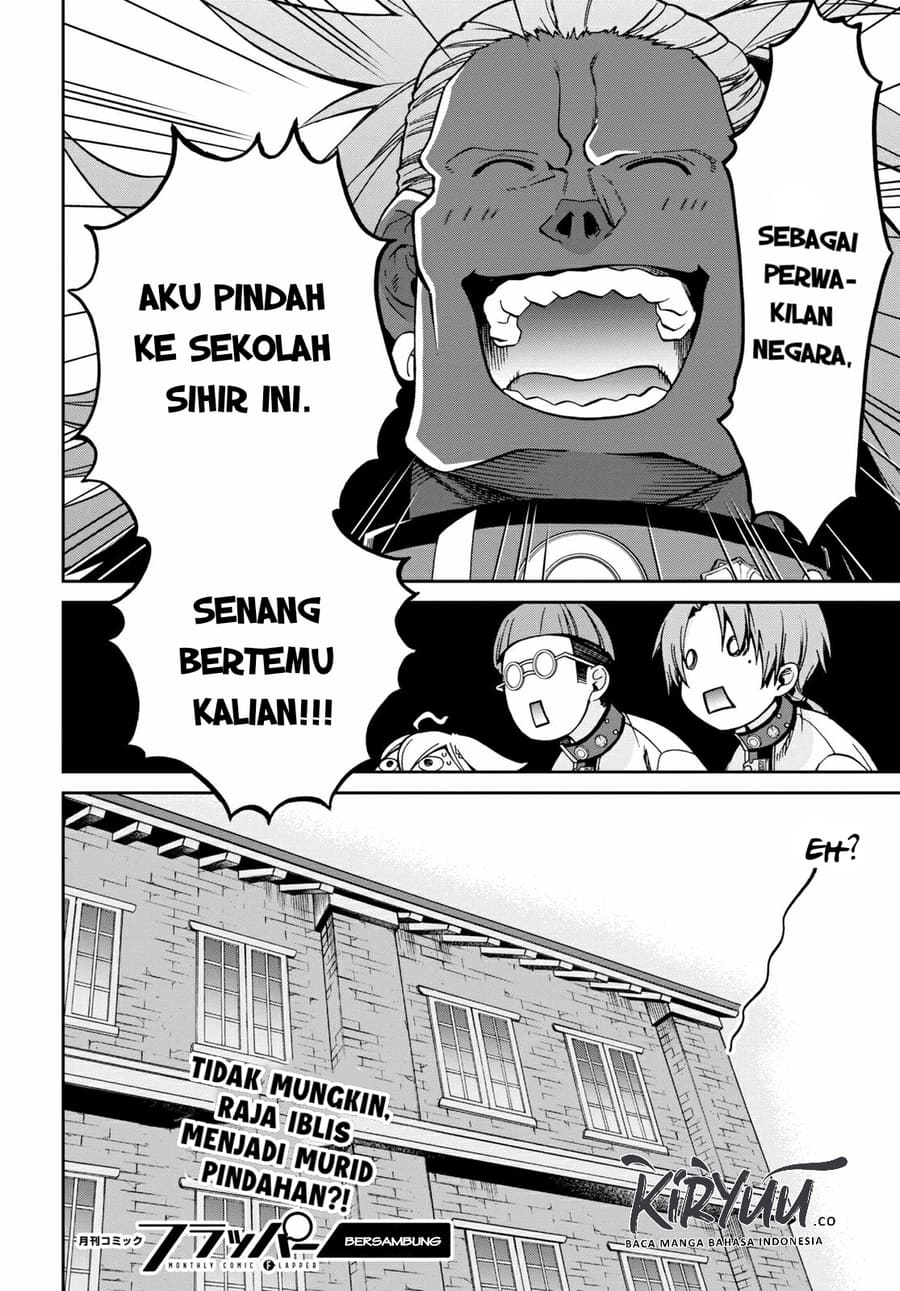 SEBAGAI
PERWA-
KILAN
NEGARA,
AKU PINDAH
KE SEKOLAH
SIHIR INI.
SENANG
BERTEMU
KALIAN!!!
EH?
TIDAK MUNGKIN,
RAJA IBLIS
MENJADI MURID
PINDAHAN?!
月刊コミック
フラッパー
MONTHLY COMIC FLAPPER
BERSAMBUNG
KIRYUU.CO
BACA MANGA BAHASA INDONESIA